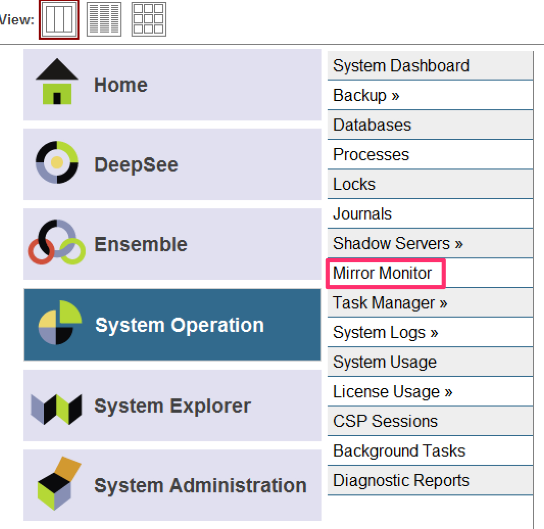 View:
Home
DeepSee
Ensemble
System Operation
System Explorer
System Administration
System Dashboard
Backup »
Databases
Processes
Locks
Journals
Shadow Servers »
Mirror Monitor
Task Manager »
System Logs »
System Usage
License Usage »
CSP Sessions
Background Tasks
Diagnostic Reports